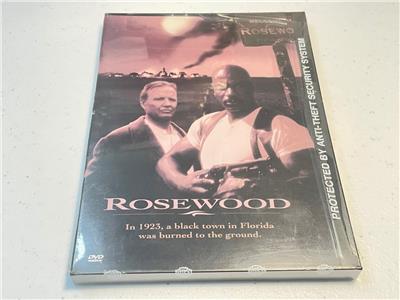 ROSEWO
ROSEWOOD
In 1923, a black town in Florida
was burned to the ground.
DVD
PROTECTED BY ANTI-THEFT SECURITY SYSTEM